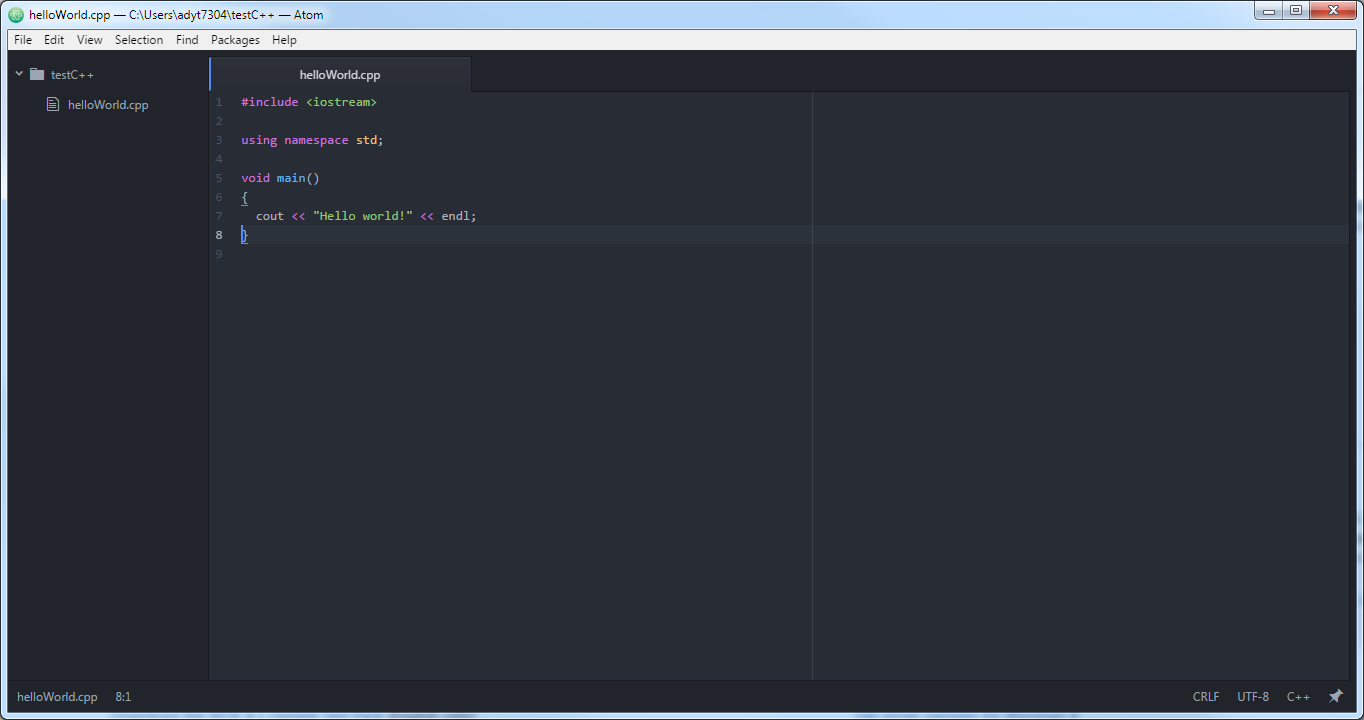 helloWorld.cpp — C:\Users\adyt7304\testC++ — Atom
File Edit View Selection Find Packages Help
testC++
helloWorld.cpp
helloWorld.cpp
1 #include <iostream>
2
3 using namespace std;
4
5 void main()
6 {
7   cout << "Hello world!" << endl;
8 }
9
helloWorld.cpp 8:1 CRLF UTF-8 C++